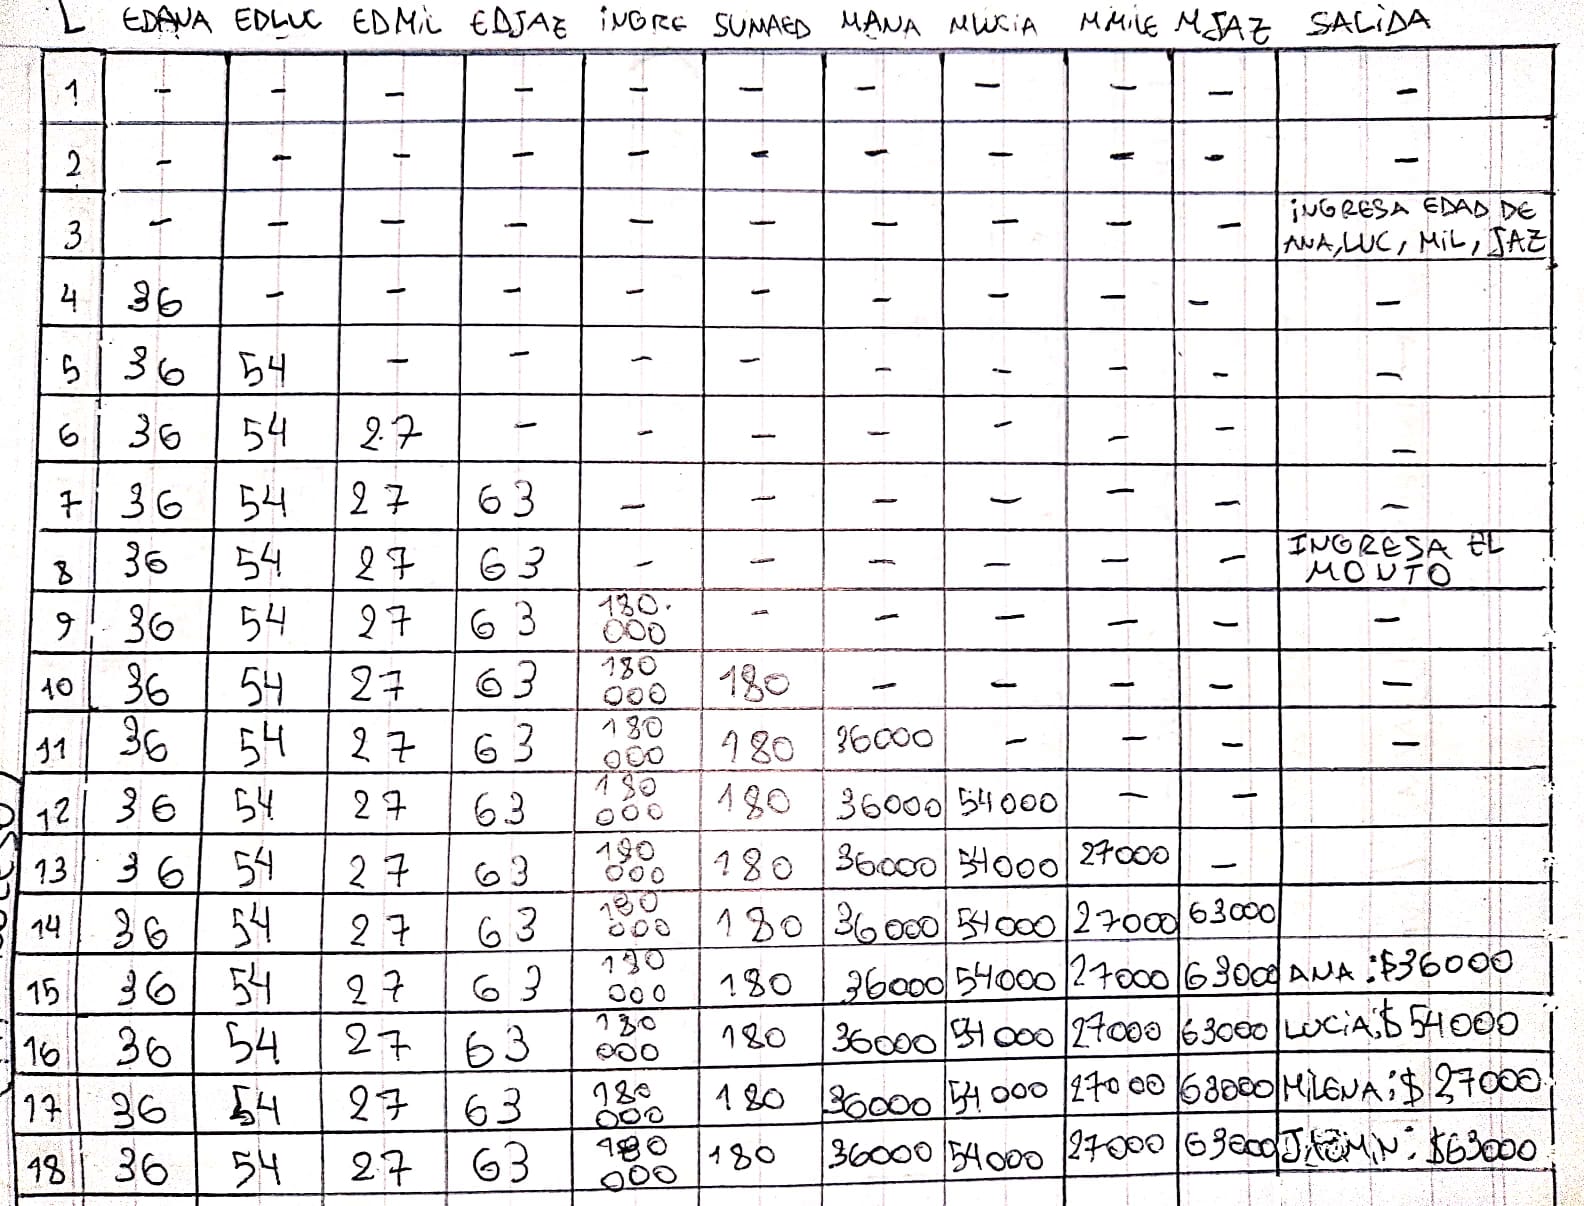 L EDANA EDLUC EDMIL EDJAZ INGRE SUMAED MANA MLUCIA MMILE MJAZ SALIDA
1 - - - - - - - - - - -
2 - - - - - - - - - - -
3 - - - - - - - - - - INGRESA EDAD DE
ANA, LUC, MIL, JAZ
4 36 - - - - - - - - - -
5 36 54 - - - - - - - - -
6 36 54 27 - - - - - - - -
7 36 54 27 63 - - - - - - -
8 36 54 27 63 - - - - - - INGRESA EL
MONTO
9 36 54 27 63 180. - - - - - -
000
10 36 54 27 63 180 180 - - - - -
000
11 36 54 27 63 180 180 36000 - - - -
000
12 36 54 27 63 180 180 36000 54000 - -
000
13 36 54 27 63 180 180 36000 54000 27000 -
000
14 36 54 27 63 180 180 36000 54000 27000 63000
000
15 36 54 27 63 180 180 36000 54000 27000 63000 ANA: $36000
000
16 36 54 27 63 180 180 36000 54000 27000 63000 LUCIA: $54000
000
17 36 54 27 63 180 180 36000 54000 27000 63000 MILENA: $27000
000
18 36 54 27 63 180 180 36000 54000 27000 63000 JAZMIN: $63000
000